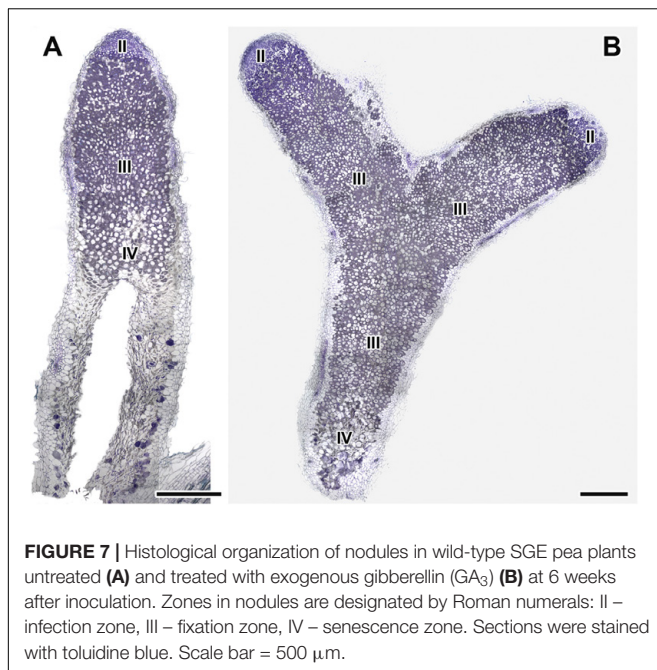 A
B
II
II
II
III
III
III
III
IV
IV
FIGURE 7 | Histological organization of nodules in wild-type SGE pea plants
untreated (A) and treated with exogenous gibberellin (GA₃) (B) at 6 weeks
after inoculation. Zones in nodules are designated by Roman numerals: II –
infection zone, III – fixation zone, IV – senescence zone. Sections were stained
with toluidine blue. Scale bar = 500 μm.